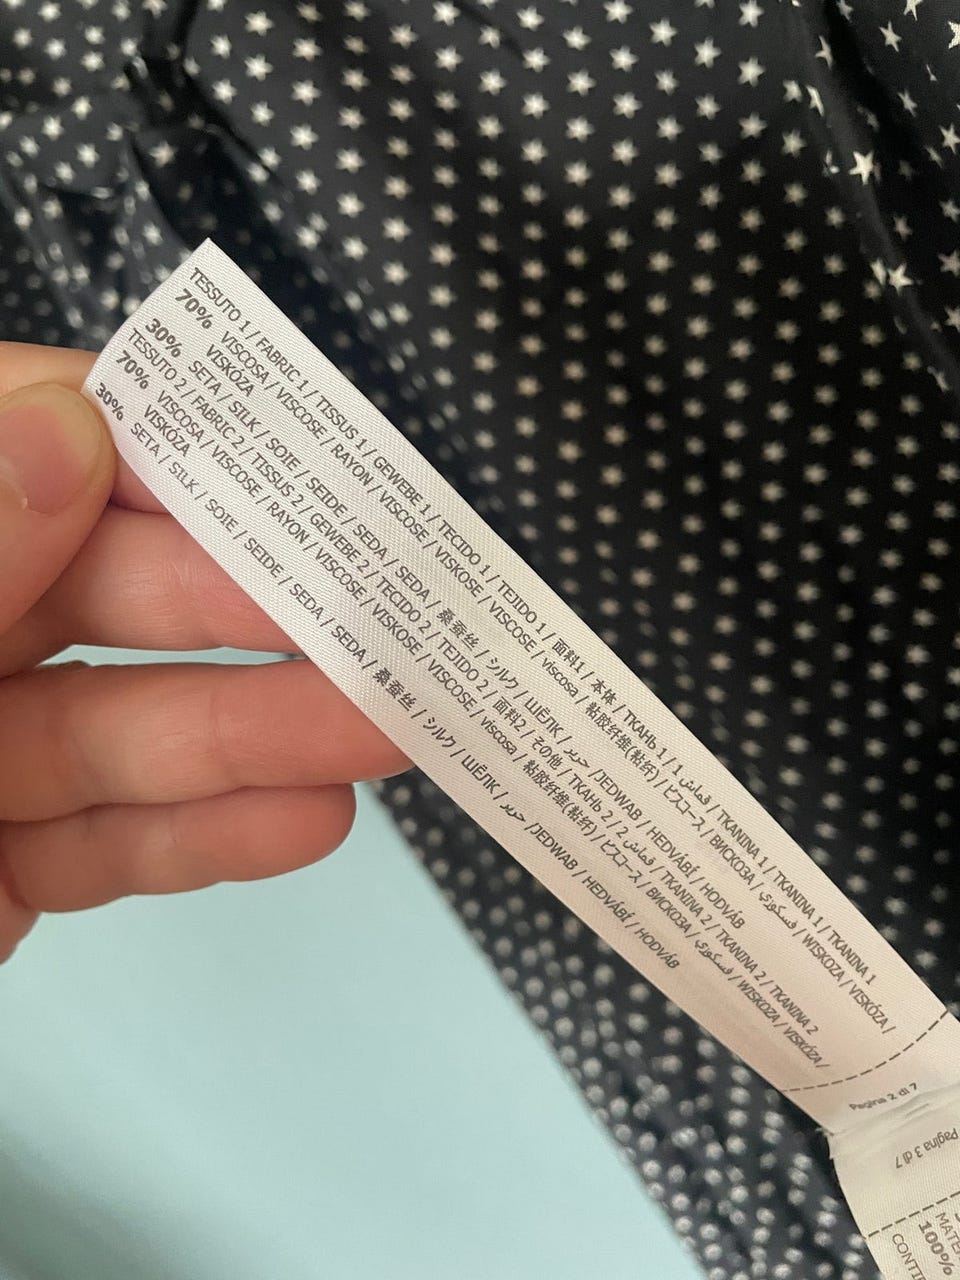 TESSUTO 1 / FABRIC 1 / TISSUS 1 / GEWEBE 1 / TECIDO 1 / TEJIDO 1 / 面料1 / 本体 / ТКАНЬ 1 / قماش 1 / TKANINA 1 / TKANINA 1 / TKANINA 1
70% VISCOSA / VISCOSE / RAYON / VISCOSE / VISKOSE / VISCOSE / viscosa / 粘胶纤维(粘纤) / ビスコース / ВИСКОЗА / فسكوزي / WISKOZA / VISKÓZA /
VISKÓZA
30% SETA / SILK / SOIE / SEIDE / SEDA / SEDA / 桑蚕丝 / シルク / ШЁЛК / حرير /JEDWAB / HEDVÁBÍ / HODVÁB
TESSUTO 2 / FABRIC 2 / TISSUS 2 / GEWEBE 2 / TECIDO 2 / TEJIDO 2 / 面料2 / その他 / ТКАНЬ 2 / قماش 2 / TKANINA 2 / TKANINA 2 / TKANINA 2
70% VISCOSA / VISCOSE / RAYON / VISCOSE / VISKOSE / VISCOSE / viscosa / 粘胶纤维(粘纤) / ビスコース / ВИСКОЗА / فسكوزي / WISKOZA / VISKÓZA /
VISKÓZA
30% SETA / SILK / SOIE / SEIDE / SEDA / SEDA / 桑蚕丝 / シルク / ШЁЛК / حرير /JEDWAB / HEDVÁBÍ / HODVÁB
Pagina 2 di 7
Pagina 3 di 7
100%